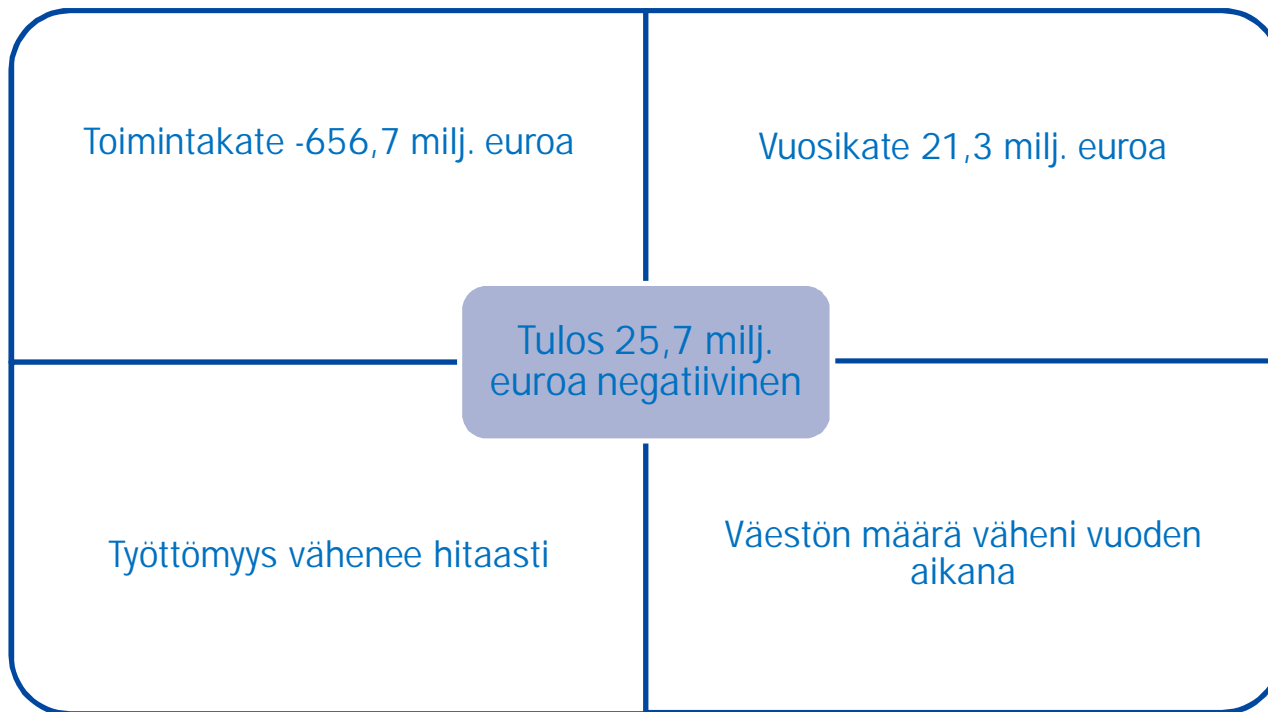 Toimintakate -656,7 milj. euroa
Vuosikate 21,3 milj. euroa
Tulos 25,7 milj.
euroa negatiivinen
Työttömyys vähenee hitaasti
Väestön määrä väheni vuoden
aikana